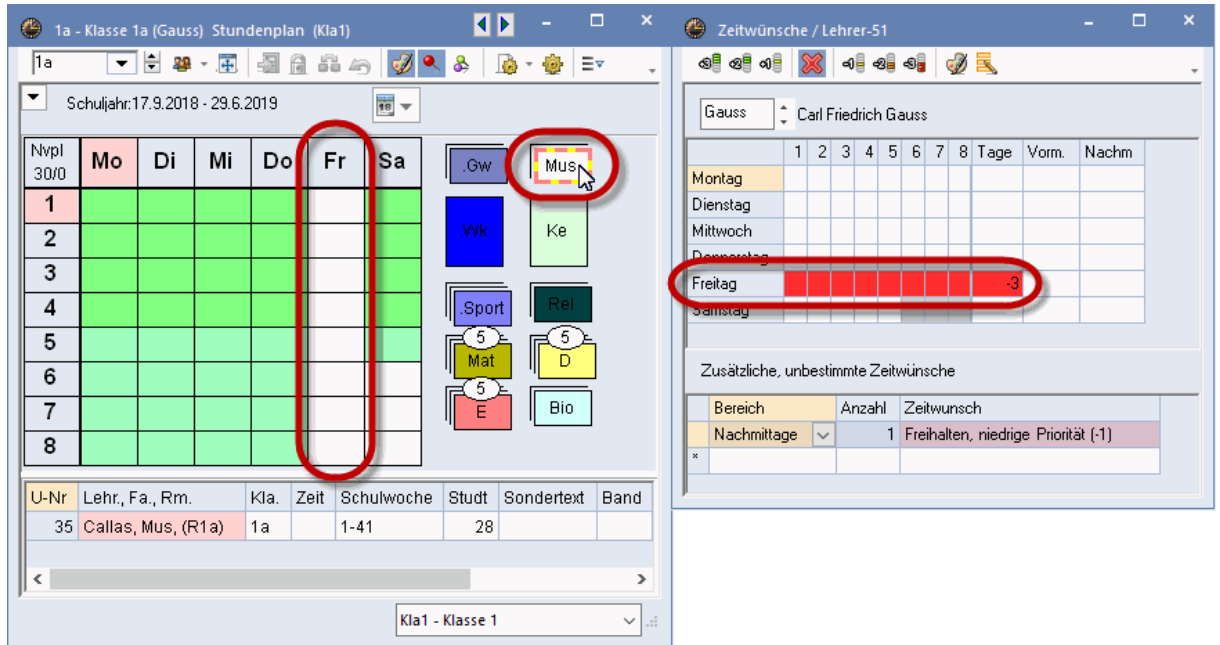 1a - Klasse 1a (Gauss) Stundenplan (Kla1)
1a
Schuljahr:17.9.2018 - 29.6.2019
18
Nvpl 30/0 Mo Di Mi Do Fr Sa
1
2
3
4
5
6
7
8
.Gw Mus
Wk Ke
.Sport Rel
5 5
Mat D
5
E Bio
U-Nr Lehr., Fa., Rm. Kla. Zeit Schulwoche Studt Sondertext Band
35 Callas, Mus, (R1a) 1a 1-41 28
Kla1 - Klasse 1
Zeitwünsche / Lehrer-51
Gauss Carl Friedrich Gauss
1 2 3 4 5 6 7 8 Tage Vorm. Nachm
Montag
Dienstag
Mittwoch
Donnerstag
Freitag -3
Samstag
Zusätzliche, unbestimmte Zeitwünsche
Bereich Anzahl Zeitwunsch
Nachmittage 1 Freihalten, niedrige Priorität (-1)
*